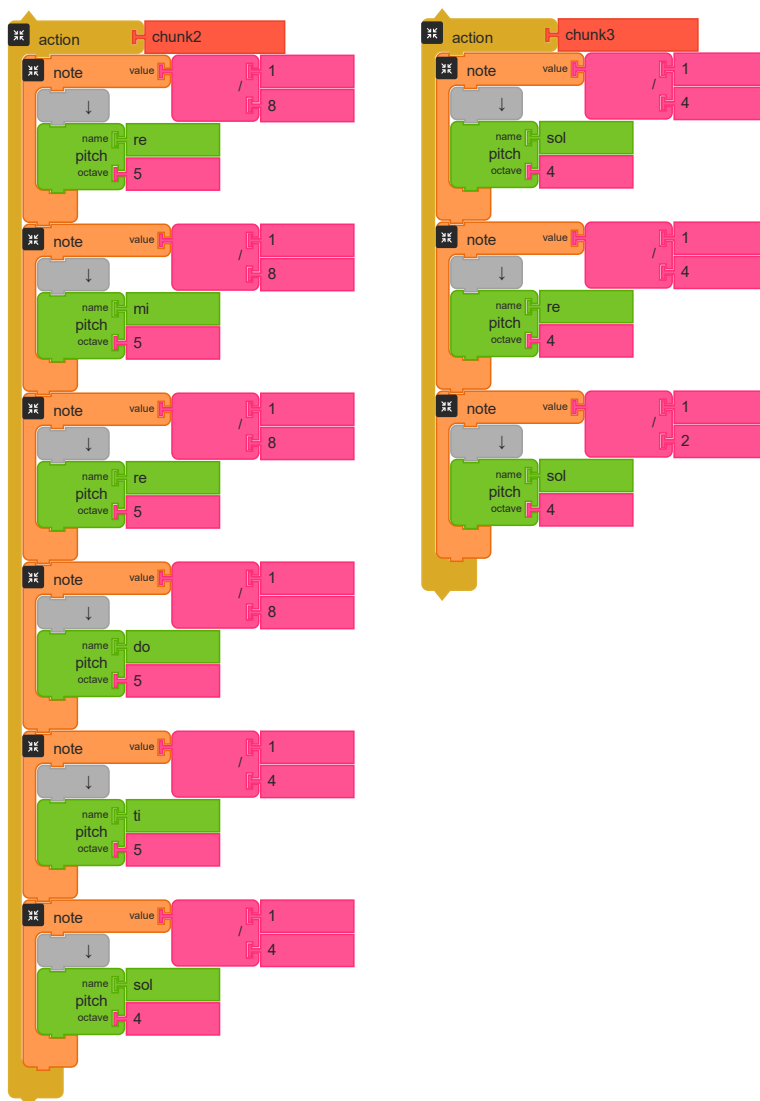 action chunk2
note value 1
/
8
↓
name re
pitch
octave 5
note value 1
/
8
↓
name mi
pitch
octave 5
note value 1
/
8
↓
name re
pitch
octave 5
note value 1
/
8
↓
name do
pitch
octave 5
note value 1
/
4
↓
name ti
pitch
octave 5
note value 1
/
4
↓
name sol
pitch
octave 4
action chunk3
note value 1
/
4
↓
name sol
pitch
octave 4
note value 1
/
4
↓
name re
pitch
octave 4
note value 1
/
2
↓
name sol
pitch
octave 4